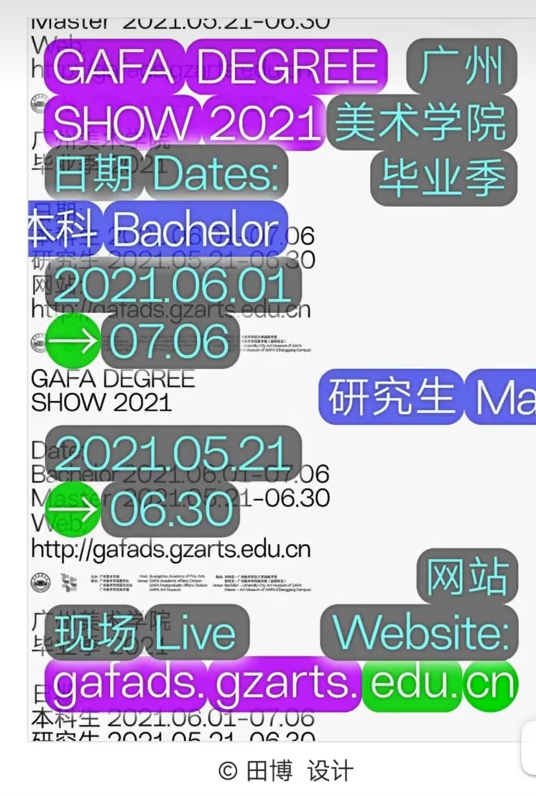 Master 2021.05.21-06.30
Web:
GAFA DEGREE 广州
SHOW 2021 美术学院
广州美术学院
毕业季 2021
日期 Dates: 毕业季
日期:
本科 Bachelor
07.06
研究生 2021.05.21-06.30
2021.06.01
网站:
http://gafads.gzarts.edu.cn
→ 07.06
GAFA DEGREE
SHOW 2021
研究生 Ma
Date
2021.05.21
Bachelor 2021.06.01-07.06
Master 2021.05.21-06.30
→ 06.30
Web:
http://gafads.gzarts.edu.cn
网站
广州美术学院
现场 Live Website:
毕业季 2021
gafads.gzarts.edu.cn
日
本科生 2021.06.01-07.06
研究生 2021.05.21-06.30
© 田博 设计